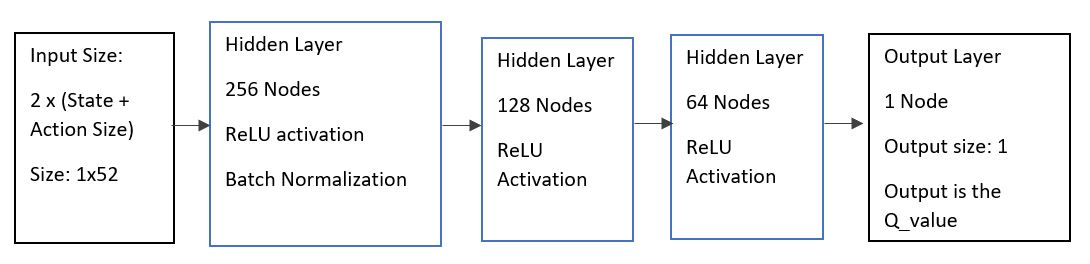 Input Size:
2 x (State +
Action Size)
Size: 1x52
Hidden Layer
256 Nodes
ReLU activation
Batch Normalization
Hidden Layer
128 Nodes
ReLU
Activation
Hidden Layer
64 Nodes
ReLU
Activation
Output Layer
1 Node
Output size: 1
Output is the
Q_value